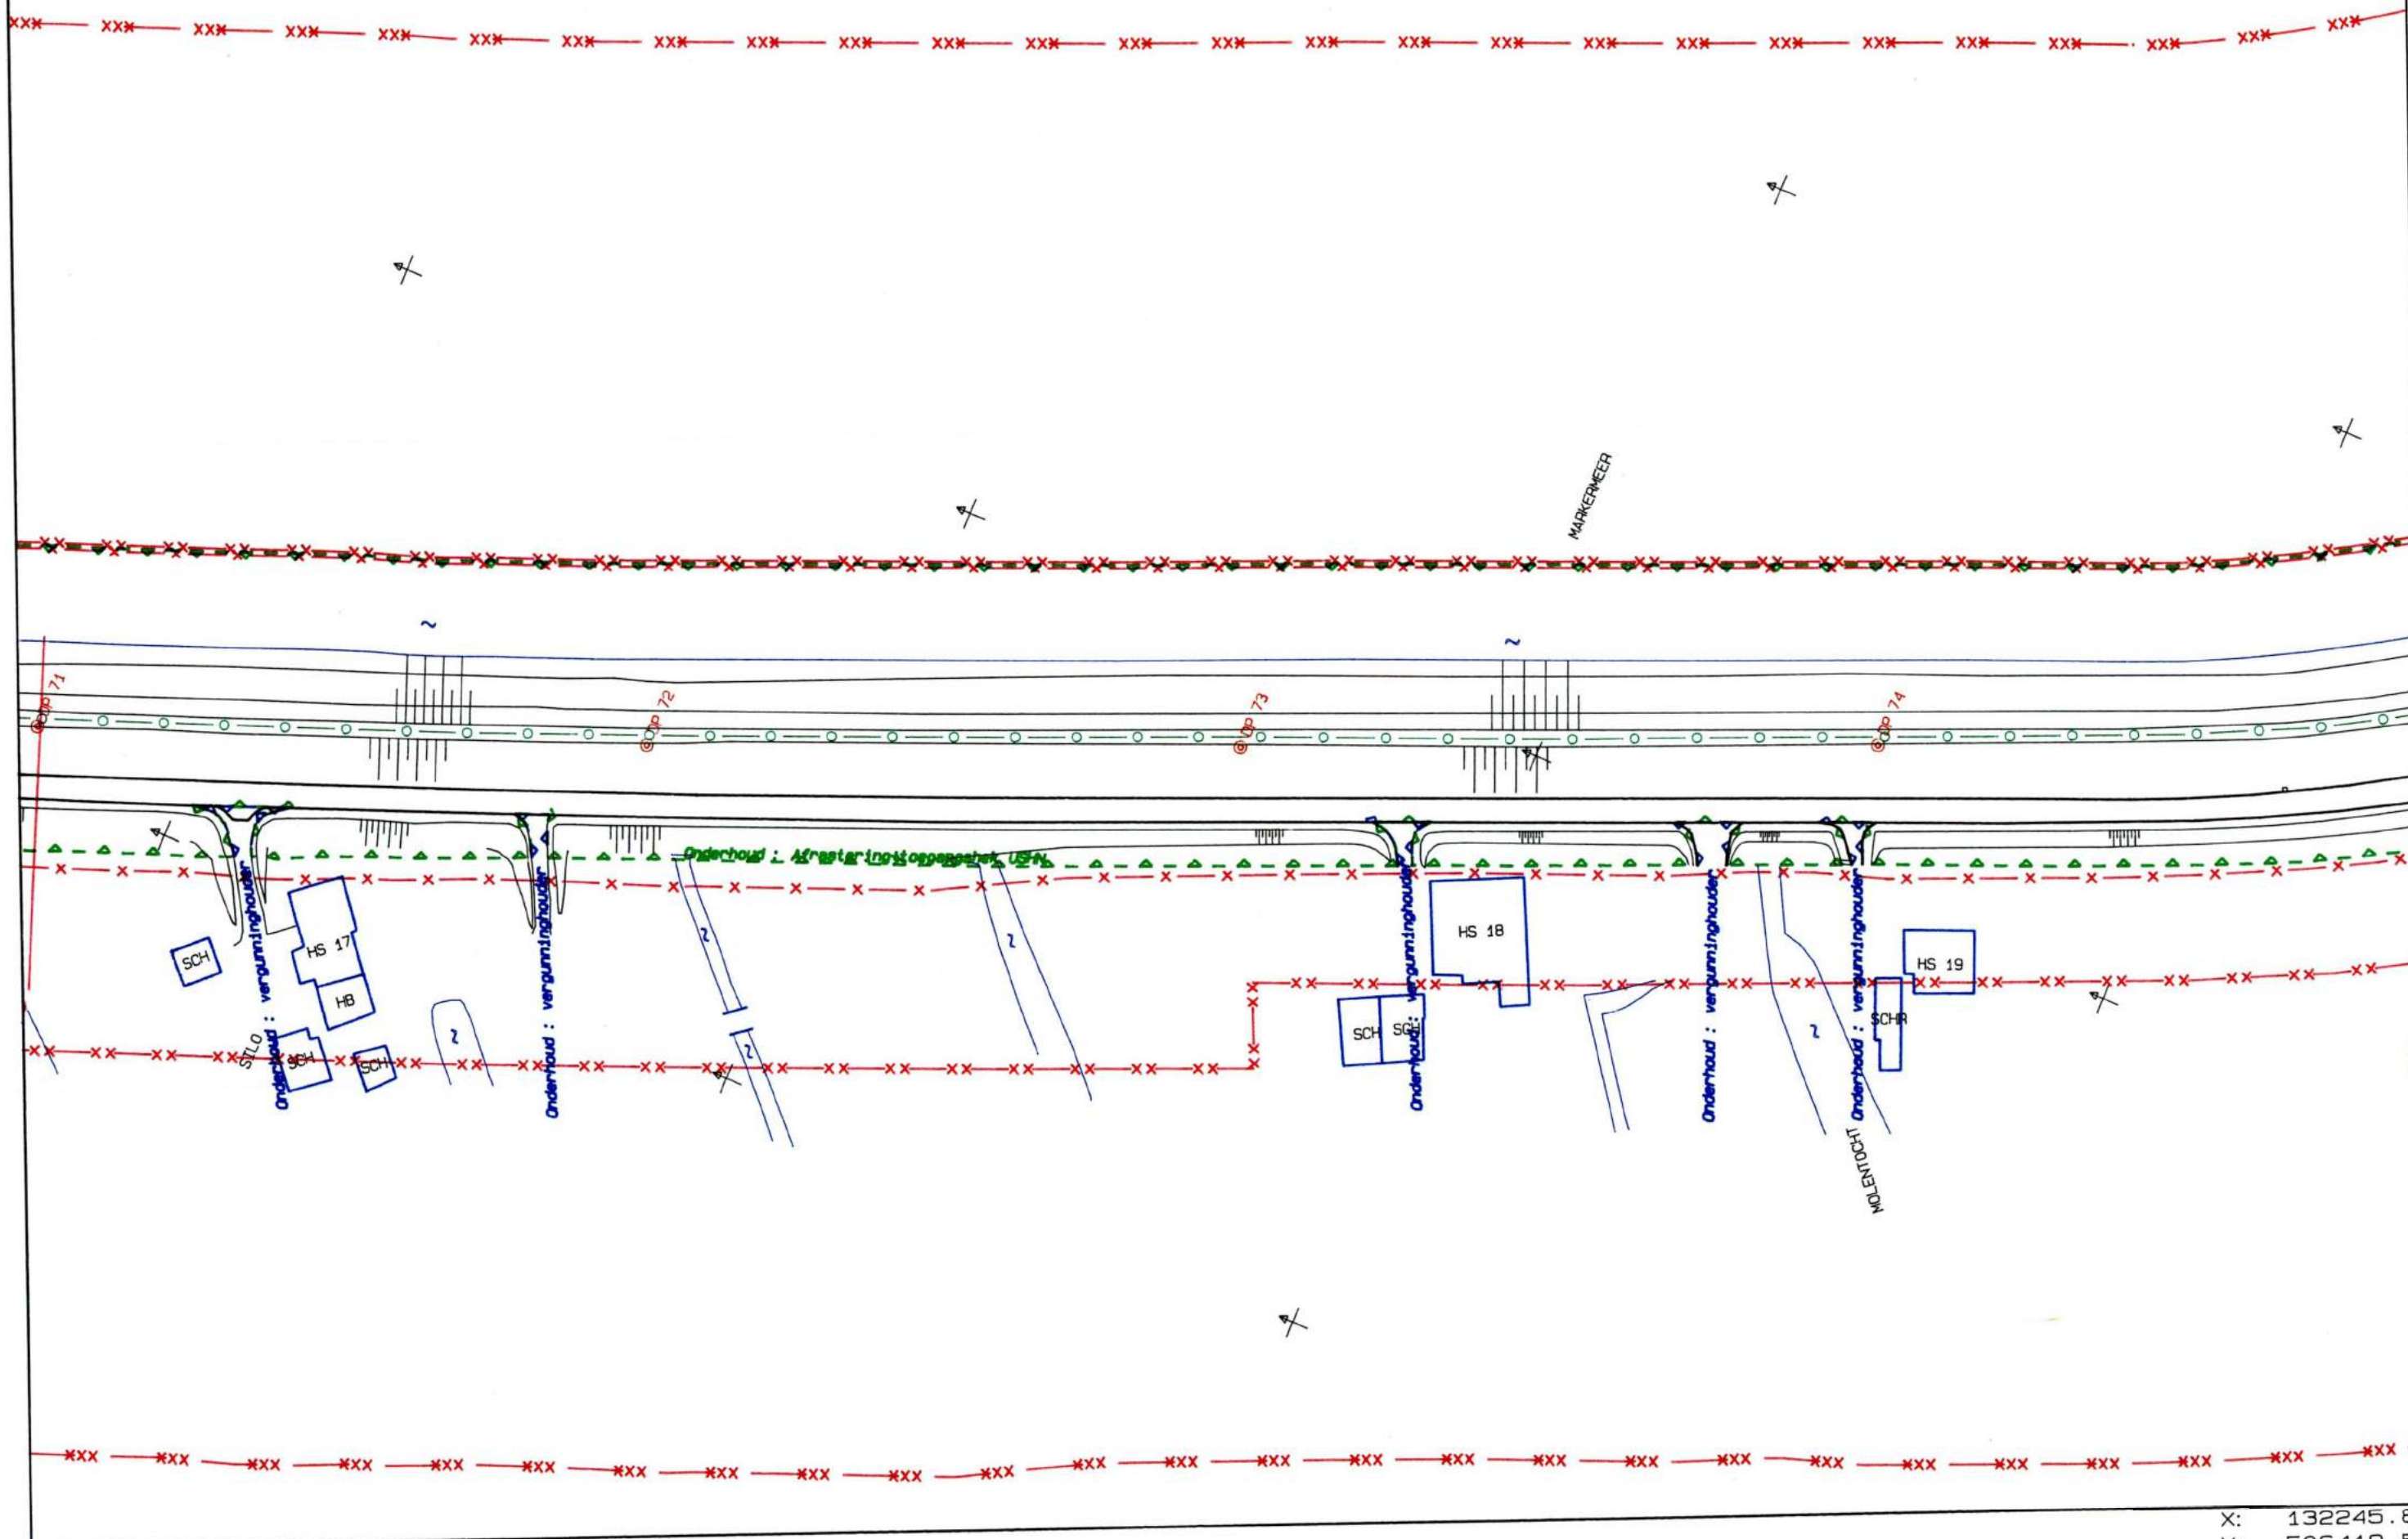 MARKERMEER
DP 71
DP 72
DP 73
DP 74
Onderhoud : vergunninghouder
Onderhoud : vergunninghouder
Onderhoud : vergunninghouder
Onderhoud : vergunninghouder
Onderhoud : vergunninghouder
Onderhoud : Afrastering
SCH
HS 17
HB
SILO
SCH
SCH
HS 18
SCH
SCH
HS 19
SCHR
MOLENTOCHT
X: 132245.